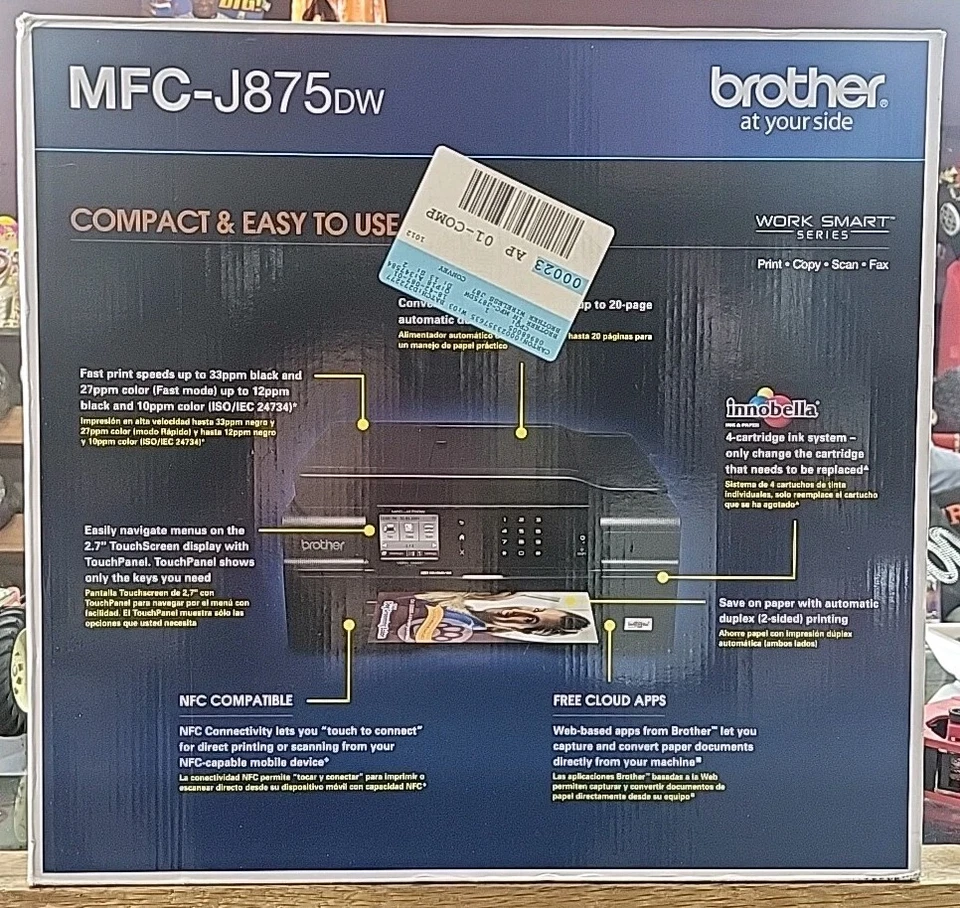 DIG!
MFC-J875DW
brother
at your side
COMPACT & EASY TO USE
WORK SMART™
SERIES
Print • Copy • Scan • Fax
AP 01-COMP
1012
00023
up to 20-page
automatic
Alimentador automático
hasta 20 páginas para
un manejo de papel práctico
Fast print speeds up to 33ppm black and
27ppm color (Fast mode) up to 12ppm
black and 10ppm color (ISO/IEC 24734)*
Impresión en alta velocidad hasta 33ppm negro y
27ppm color (modo Rápido) y hasta 12ppm negro
y 10ppm color (ISO/IEC 24734)*
innobella
INK & PAPER
4-cartridge ink system –
only change the cartridge
that needs to be replaced▲
Sistema de 4 cartuchos de tinta
individuales, solo reemplace el cartucho
que se ha agotado▲
Easily navigate menus on the
2.7" TouchScreen display with
TouchPanel. TouchPanel shows
only the keys you need
Pantalla Touchscreen de 2,7" con
TouchPanel para navegar por el menú con
facilidad. El TouchPanel muestra sólo las
opciones que usted necesita
brother
Save on paper with automatic
duplex (2-sided) printing
Ahorre papel con impresión dúplex
automática (ambos lados)
NFC COMPATIBLE
NFC Connectivity lets you “touch to connect”
for direct printing or scanning from your
NFC-capable mobile device♦
La conectividad NFC permite “tocar y conectar” para imprimir o
escanear directo desde su dispositivo móvil con capacidad NFC♦
FREE CLOUD APPS
Web-based apps from Brother™ let you
capture and convert paper documents
directly from your machine■
Las aplicaciones Brother™ basadas a la Web
permiten capturar y convertir documentos de
papel directamente desde su equipo■